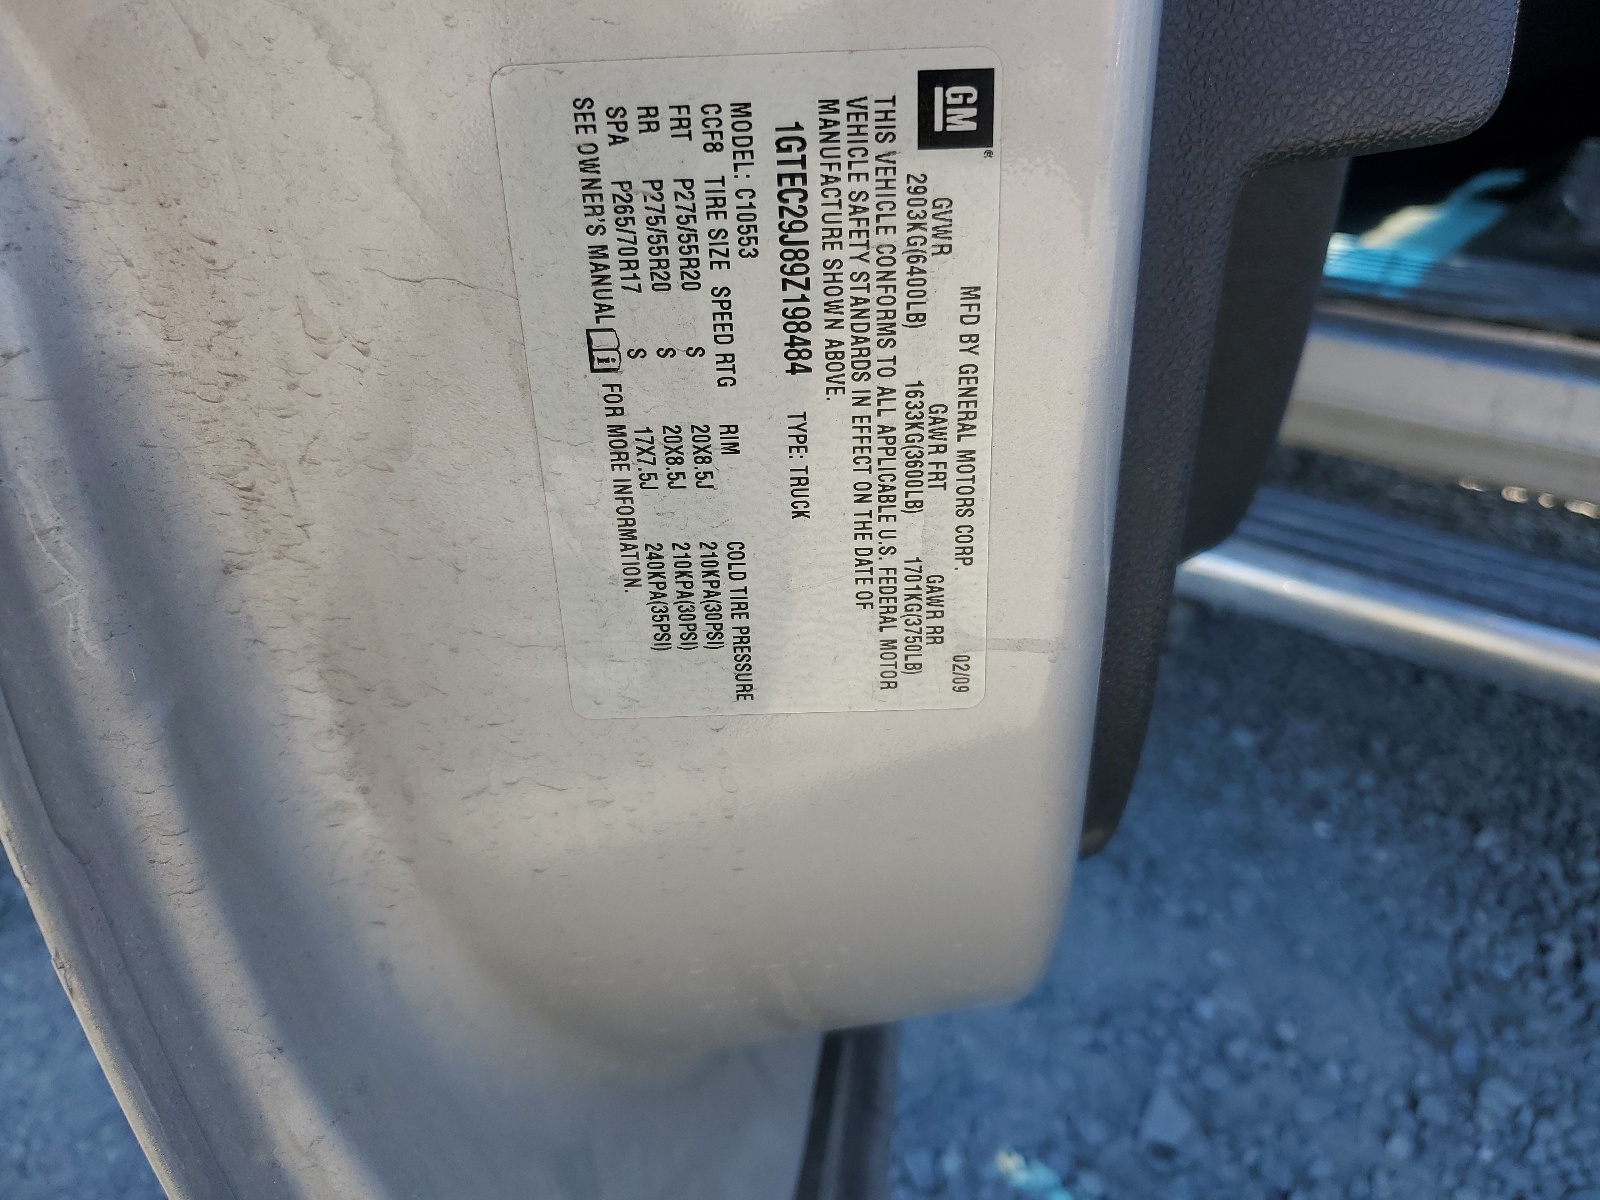 GM®
MFD BY GENERAL MOTORS CORP. 02/09
GVWR GAWR FRT GAWR RR
2903KG(6400LB) 1633KG(3600LB) 1701KG(3750LB)
THIS VEHICLE CONFORMS TO ALL APPLICABLE U.S. FEDERAL MOTOR
VEHICLE SAFETY STANDARDS IN EFFECT ON THE DATE OF
MANUFACTURE SHOWN ABOVE.
1GTEC29J89Z198484 TYPE: TRUCK
MODEL: C10553
CCF8 TIRE SIZE SPEED RTG RIM COLD TIRE PRESSURE
FRT P275/55R20 S 20X8.5J 210KPA(30PSI)
RR P275/55R20 S 20X8.5J 210KPA(30PSI)
SPA P265/70R17 S 17X7.5J 240KPA(35PSI)
SEE OWNER'S MANUAL i FOR MORE INFORMATION.